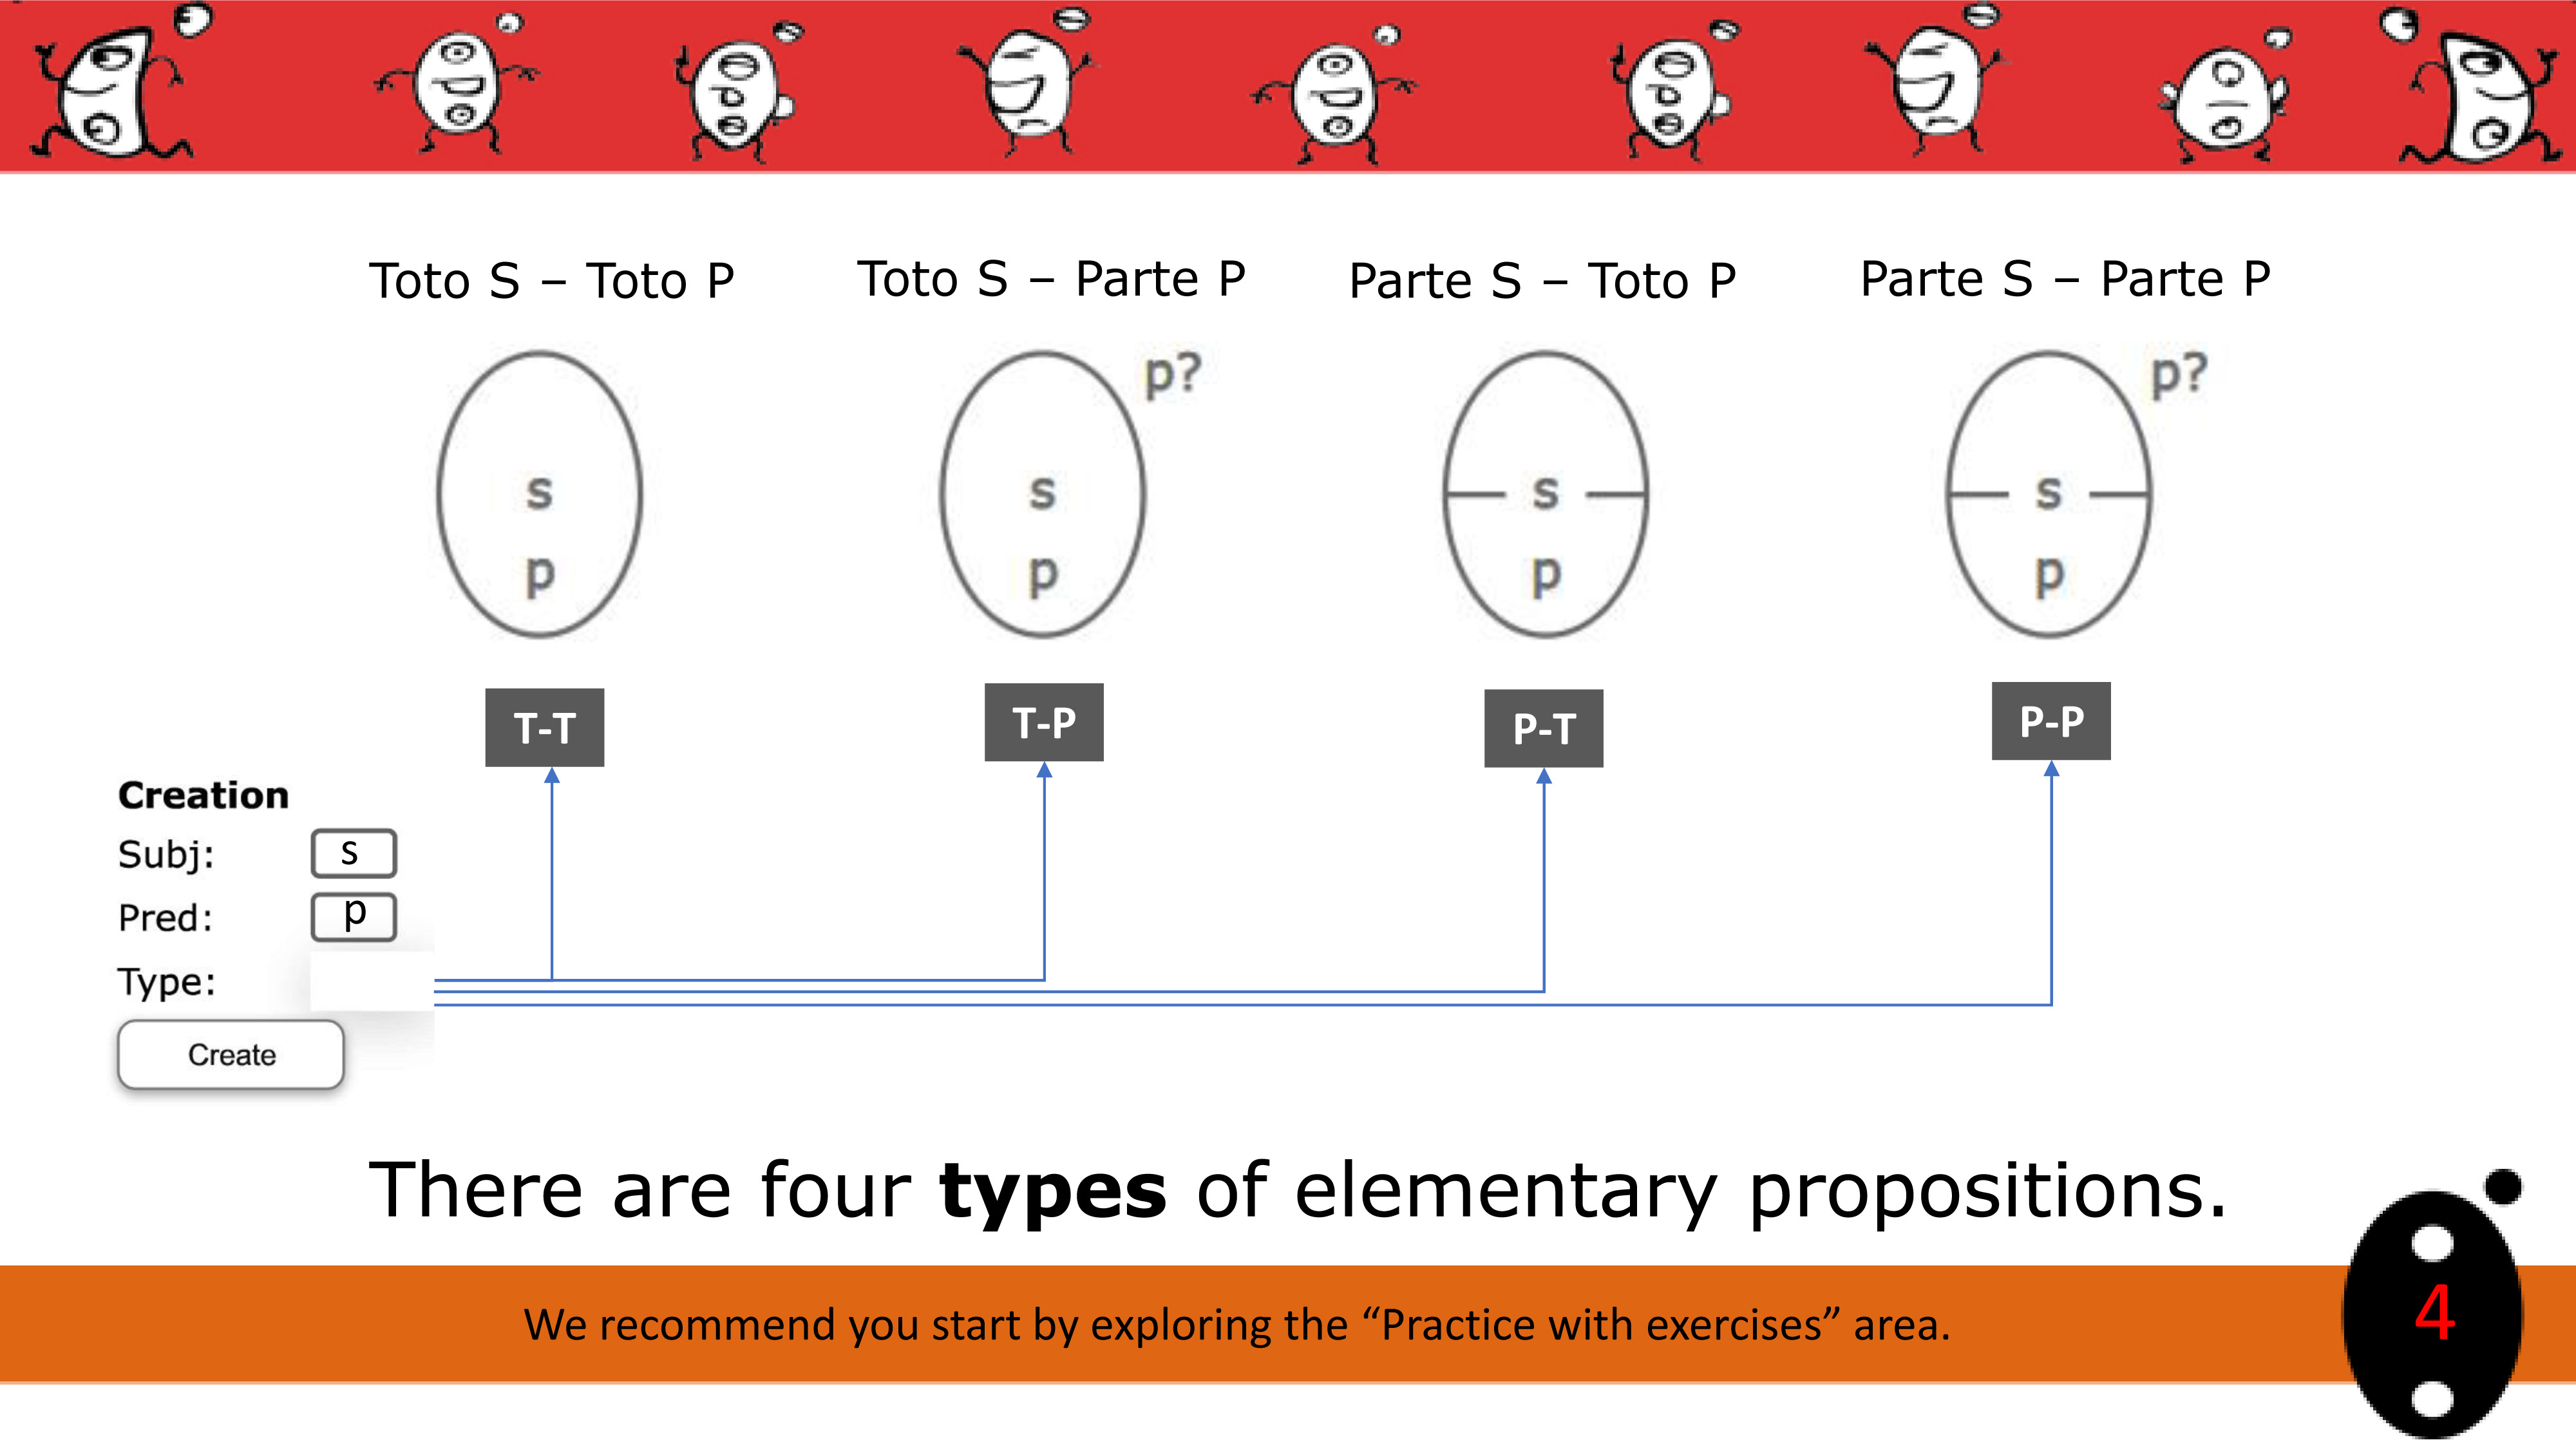 Toto S – Toto P
Toto S – Parte P
Parte S – Toto P
Parte S – Parte P
s
p
p?
s
p
s
p
p?
s
p
T-T
T-P
P-T
P-P
Creation
Subj: s
Pred: p
Type:
Create
There are four types of elementary propositions.
We recommend you start by exploring the “Practice with exercises” area.
4